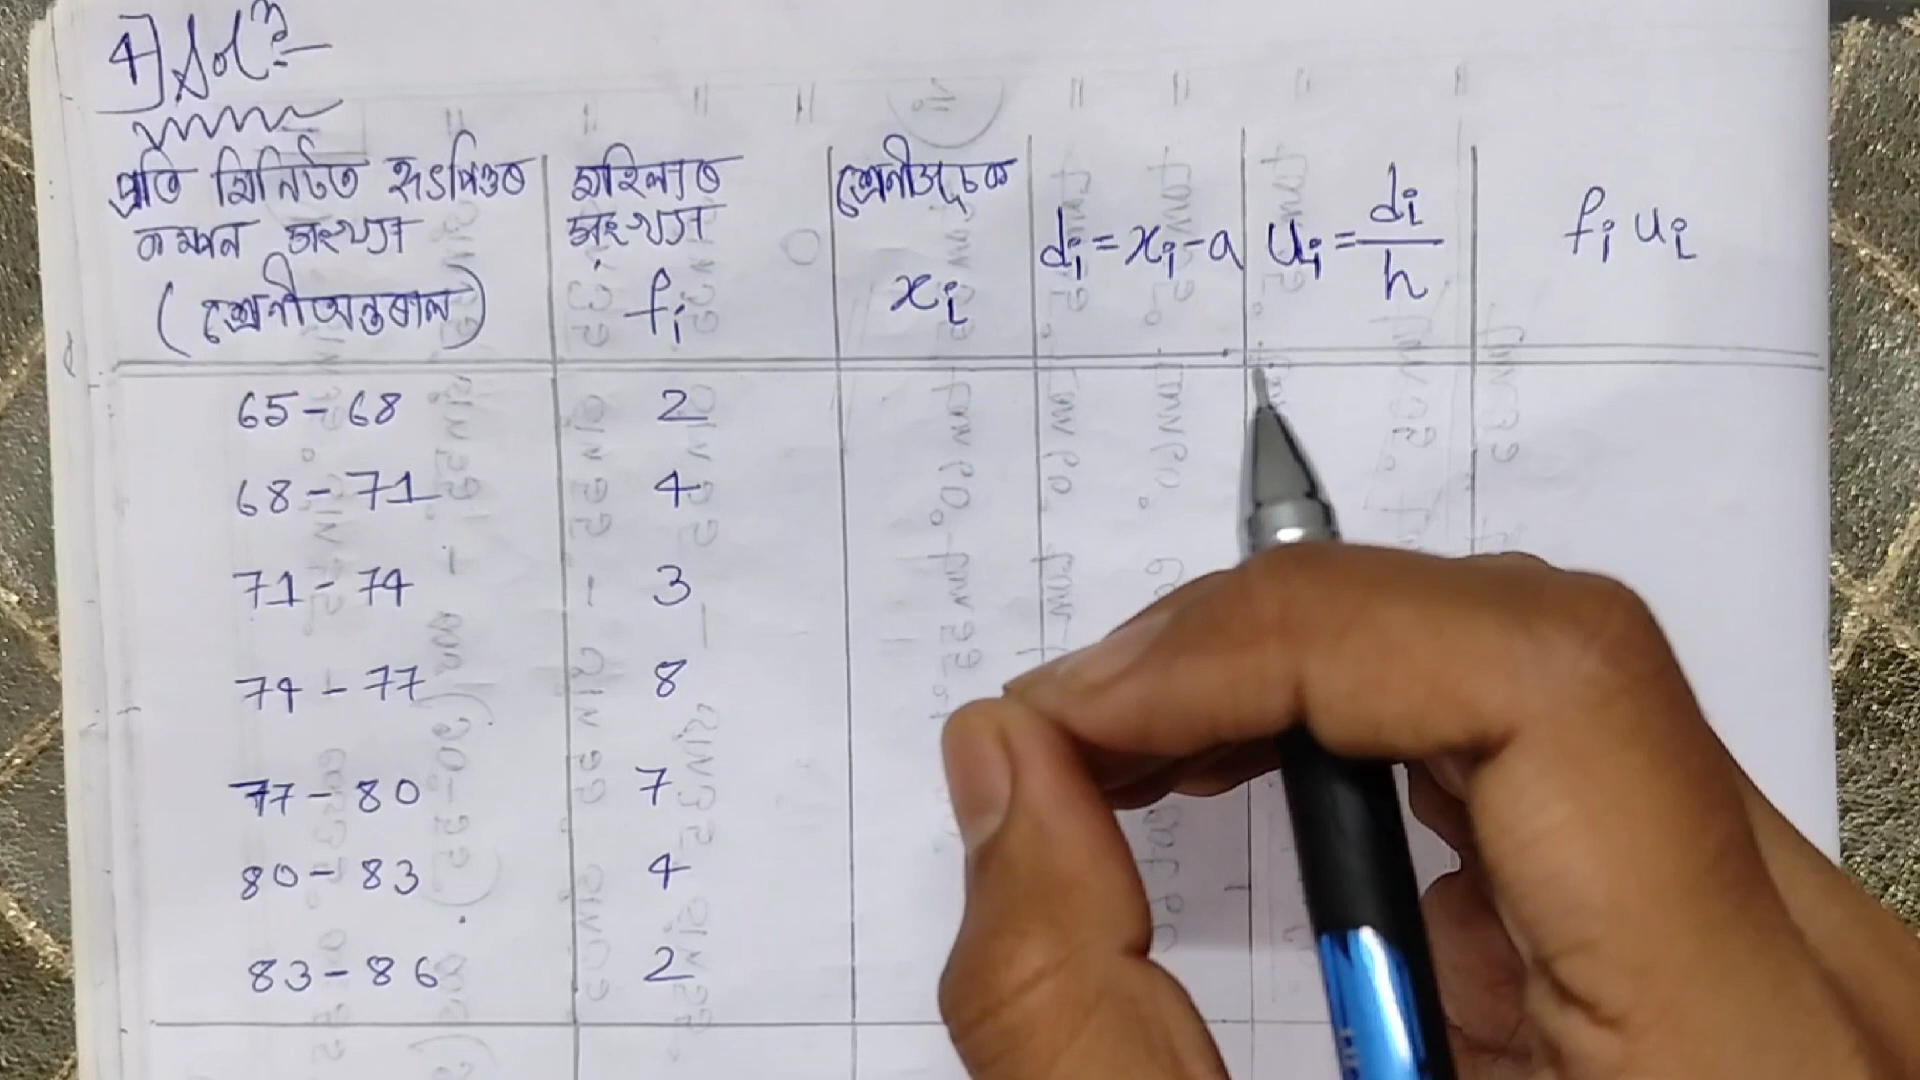 4] Solⁿ:-
প্ৰতি মিনিটত হৃৎপিণ্ডৰ
কম্পন সংখ্যা
(শ্ৰেণীঅন্তৰাল)
মহিলাৰ
সংখ্যা
fᵢ
শ্ৰেণীসূচক
xᵢ
dᵢ = xᵢ - a
uᵢ = dᵢ/h
fᵢ uᵢ
65 - 68 2
68 - 71 4
71 - 74 3
74 - 77 8
77 - 80 7
80 - 83 4
83 - 86 2